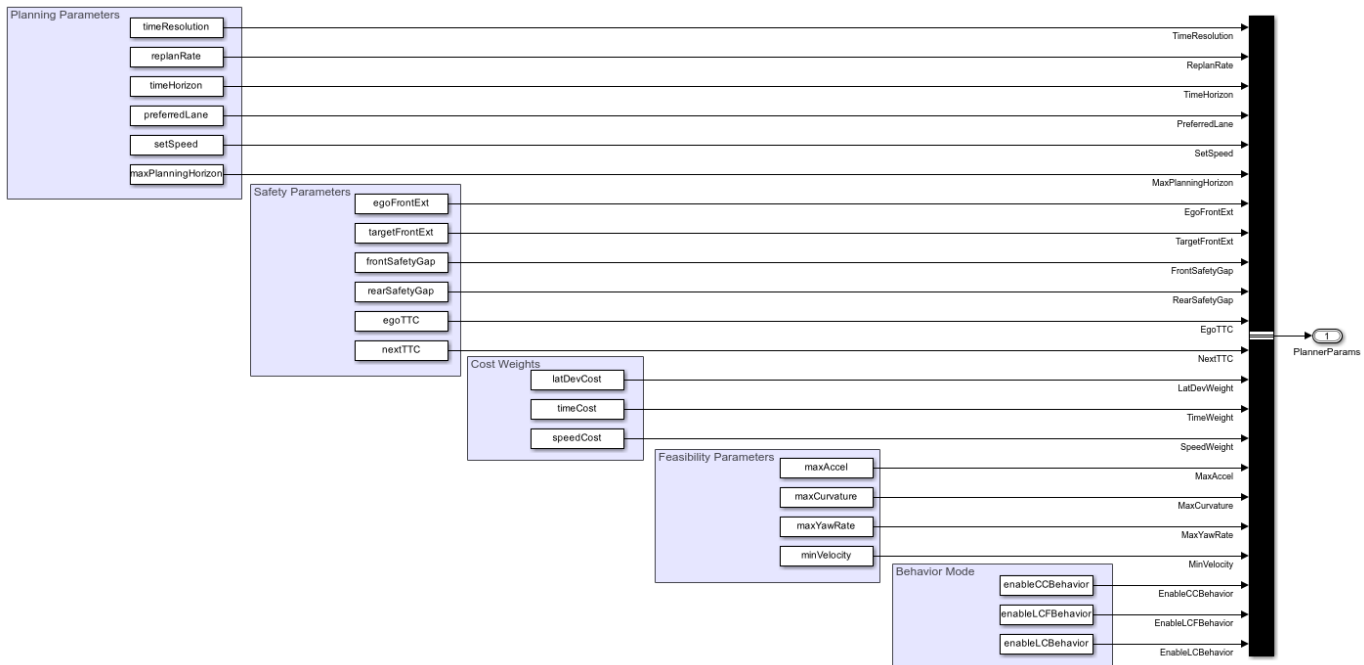 Planning Parameters
timeResolution
TimeResolution
replanRate
ReplanRate
timeHorizon
TimeHorizon
preferredLane
PreferredLane
setSpeed
SetSpeed
maxPlanningHorizon
MaxPlanningHorizon
Safety Parameters
egoFrontExt
EgoFrontExt
targetFrontExt
TargetFrontExt
frontSafetyGap
FrontSafetyGap
rearSafetyGap
RearSafetyGap
egoTTC
EgoTTC
1
nextTTC
PlannerParams
NextTTC
Cost Weights
latDevCost
LatDevWeight
timeCost
TimeWeight
speedCost
SpeedWeight
Feasibility Parameters
maxAccel
MaxAccel
maxCurvature
MaxCurvature
maxYawRate
MaxYawRate
minVelocity
MinVelocity
Behavior Mode
enableCCBehavior
EnableCCBehavior
enableLCFBehavior
EnableLCFBehavior
enableLCBehavior
EnableLCBehavior